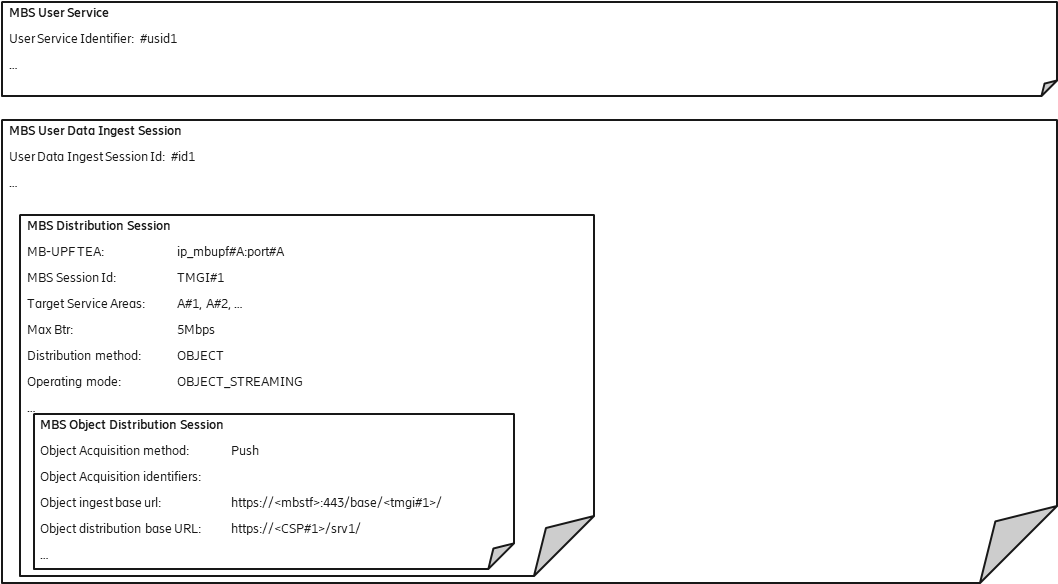 MBS User Service
User Service Identifier: #usid1
...
MBS User Data Ingest Session
User Data Ingest Session Id: #id1
...
MBS Distribution Session
MB-UPF TEA: ip_mbupf#A:port#A
MBS Session Id: TMGI#1
Target Service Areas: A#1, A#2, ...
Max Btr: 5Mbps
Distribution method: OBJECT
Operating mode: OBJECT_STREAMING
...
MBS Object Distribution Session
Object Acquisition method: Push
Object Acquisition identifiers:
Object ingest base url: https://<mbstf>:443/base/<tmgi#1>/
Object distribution base URL: https://<CSP#1>/srv1/
...